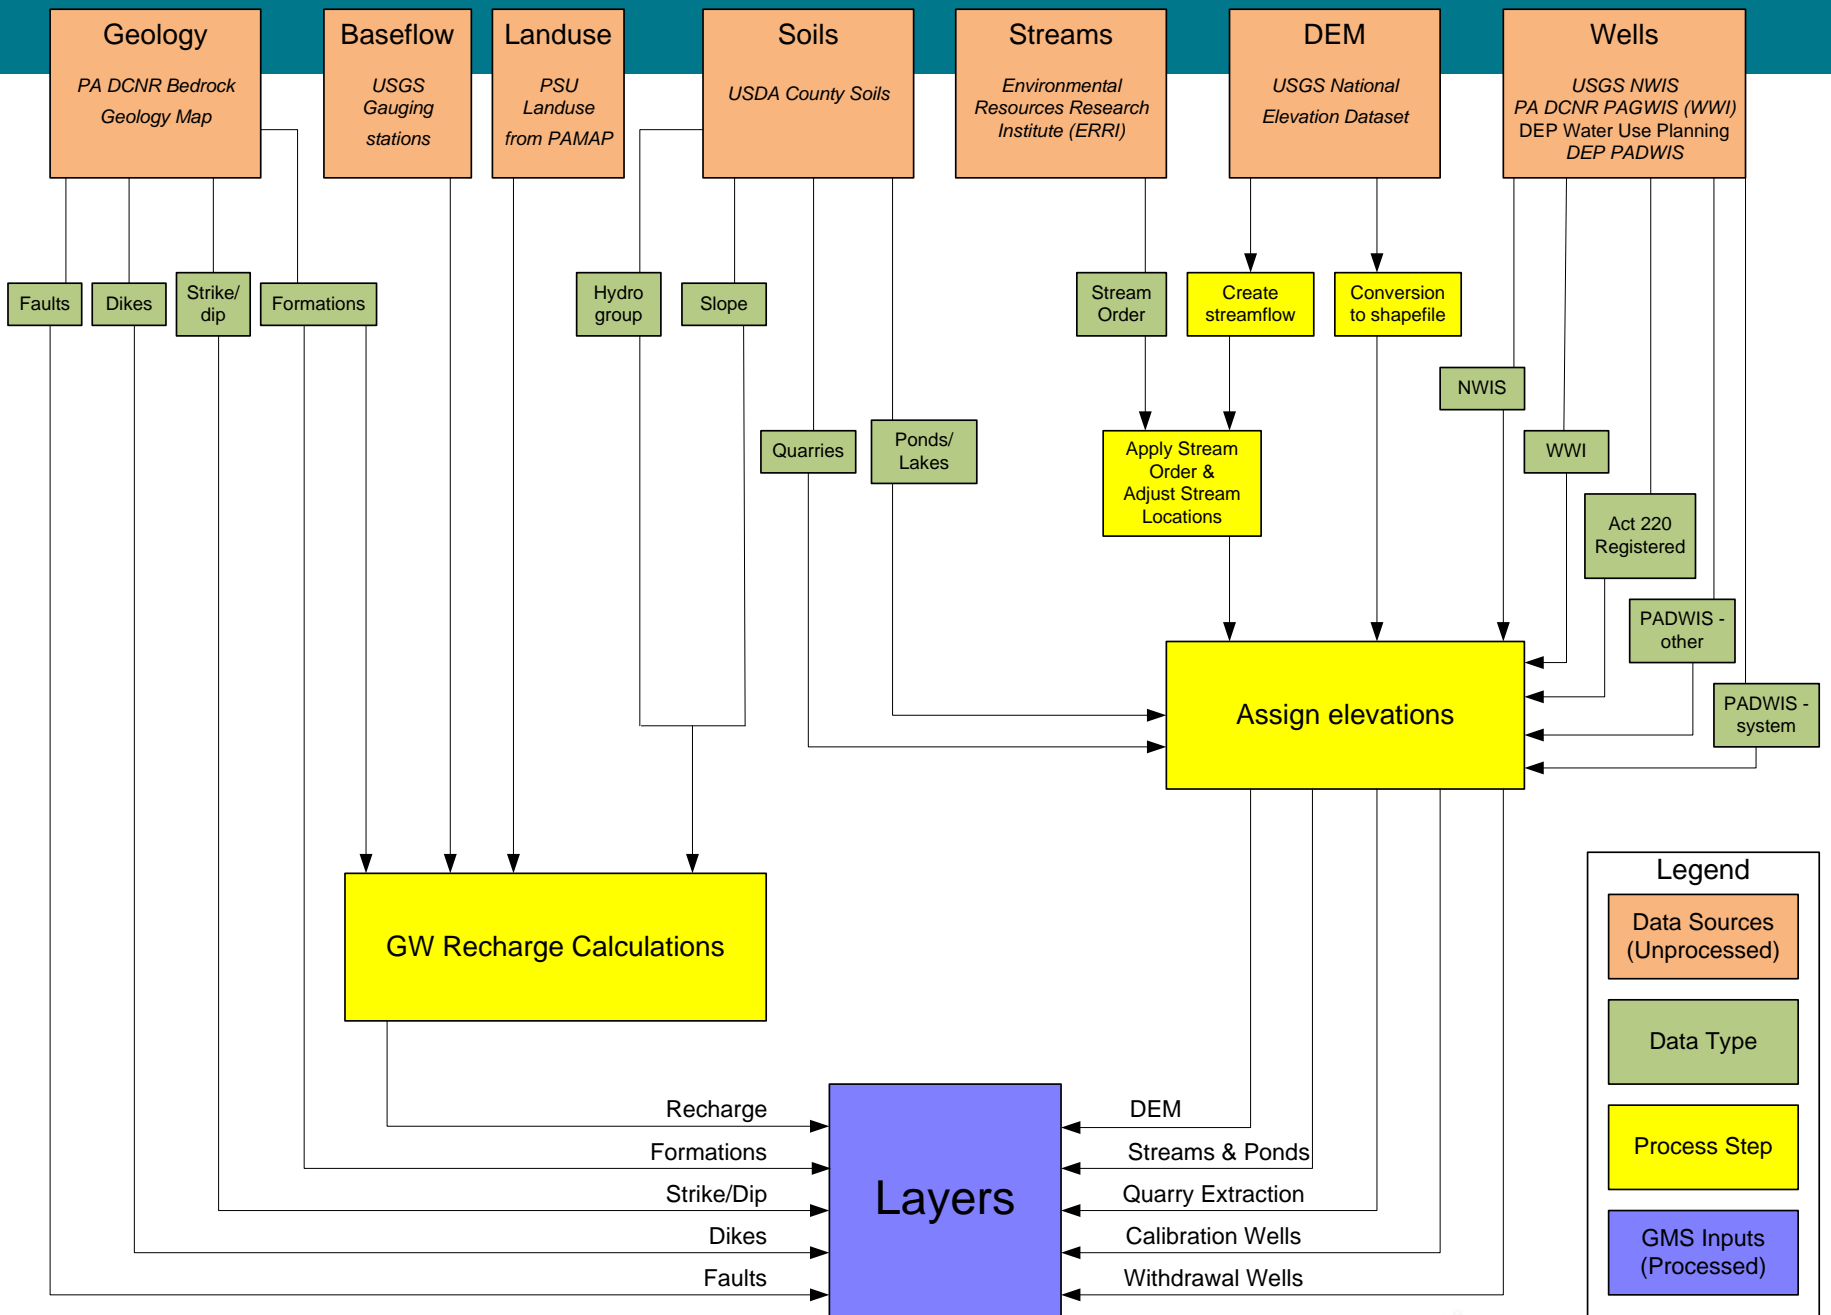 Geology
PA DCNR Bedrock
Geology Map
Baseflow
USGS
Gauging
stations
Landuse
PSU
Landuse
from PAMAP
Soils
USDA County Soils
Streams
Environmental
Resources Research
Institute (ERRI)
DEM
USGS National
Elevation Dataset
Wells
USGS NWIS
PA DCNR PAGWIS (WWI)
DEP Water Use Planning
DEP PADWIS
Faults
Dikes
Strike/
dip
Formations
Hydro
group
Slope
Stream
Order
Create
streamflow
Conversion
to shapefile
NWIS
Quarries
Ponds/
Lakes
Apply Stream
Order &
Adjust Stream
Locations
WWI
Act 220
Registered
PADWIS -
other
PADWIS -
system
Assign elevations
GW Recharge Calculations
Legend
Data Sources
(Unprocessed)
Data Type
Process Step
GMS Inputs
(Processed)
Recharge
Formations
Strike/Dip
Dikes
Faults
Layers
DEM
Streams & Ponds
Quarry Extraction
Calibration Wells
Withdrawal Wells